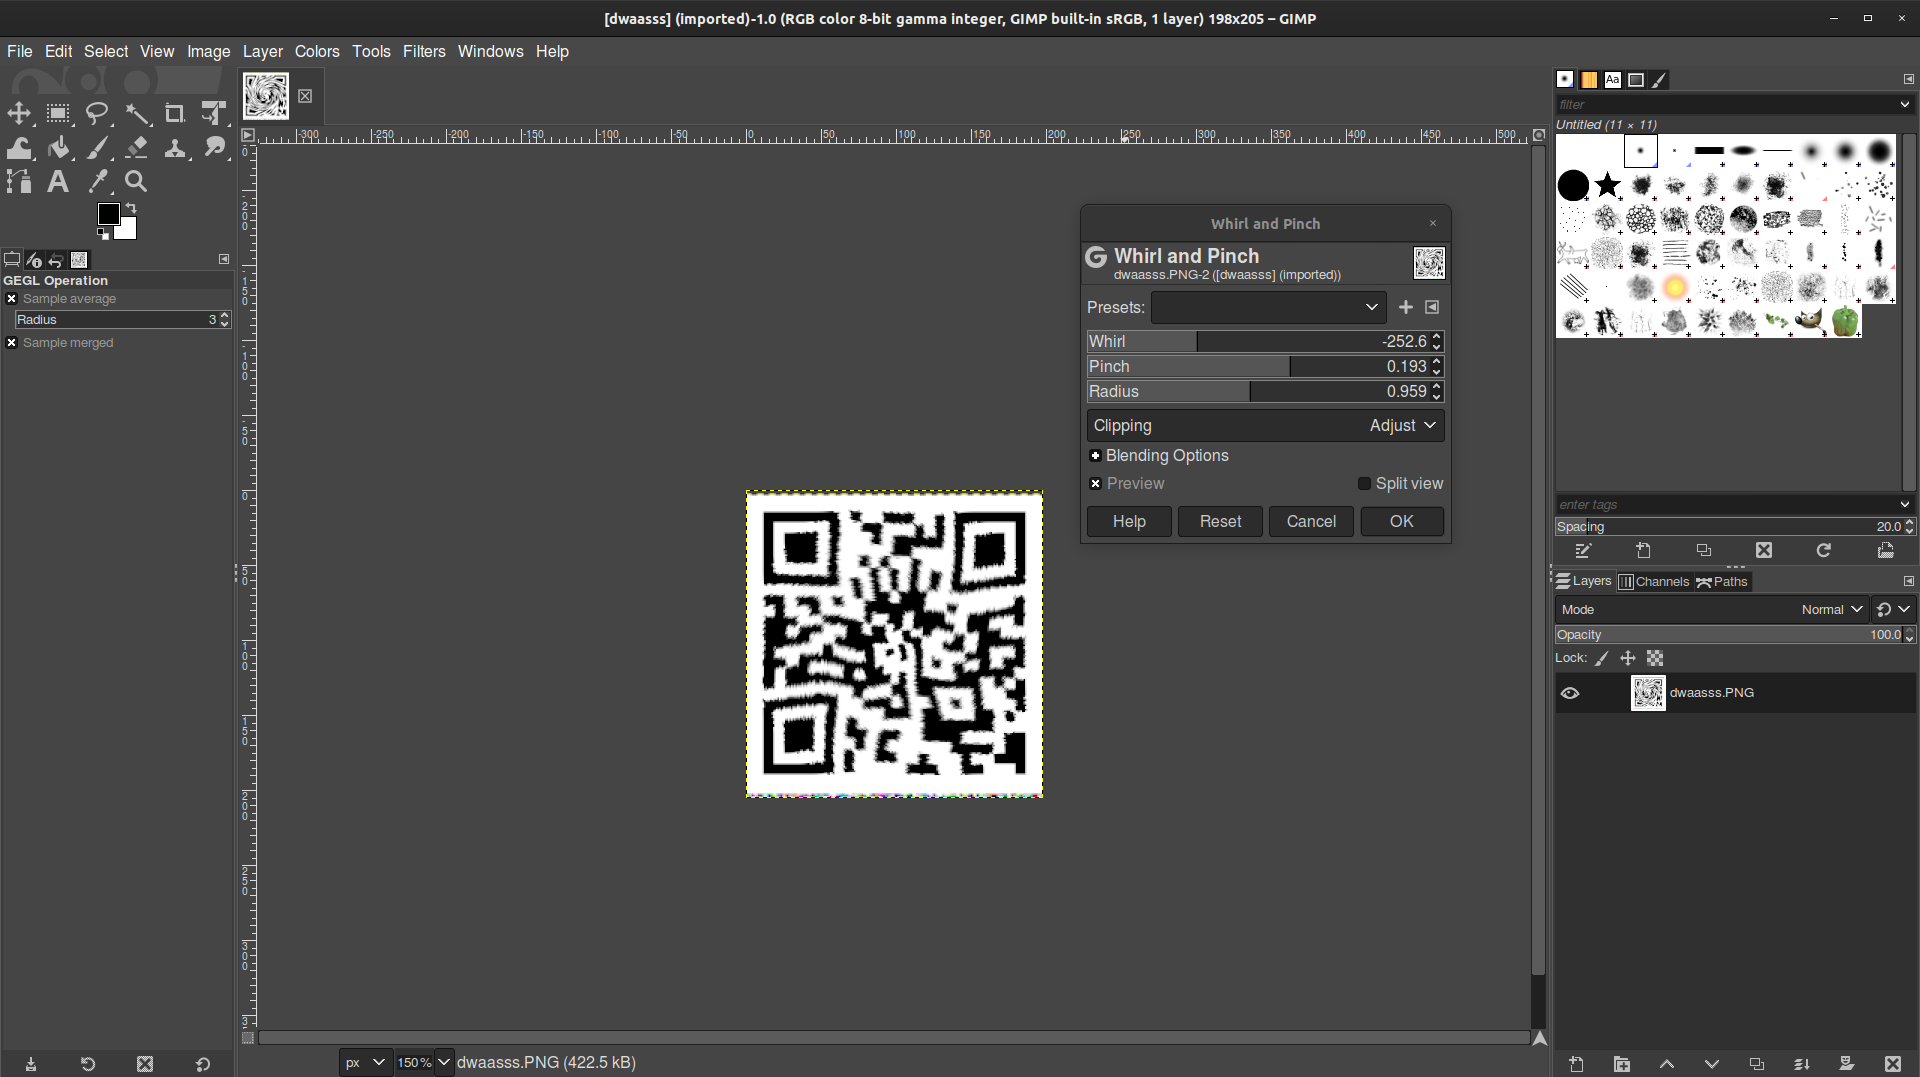 [dwaasss] (imported)-1.0 (RGB color 8-bit gamma integer, GIMP built-in sRGB, 1 layer) 198x205 – GIMP
File Edit Select View Image Layer Colors Tools Filters Windows Help
-300 -250 -200 -150 -100 -50 0 50 100 150 200 250 300 350 400 450 500
GEGL Operation
Sample average
Radius 3
Sample merged
Whirl and Pinch
Whirl and Pinch
dwaasss.PNG-2 ([dwaasss] (imported))
Presets:
Whirl -252.6
Pinch 0.193
Radius 0.959
Clipping Adjust
Blending Options
Preview Split view
Help Reset Cancel OK
Aa
filter
Untitled (11 × 11)
enter tags
Spacing 20.0
Layers Channels Paths
Mode Normal
Opacity 100.0
Lock:
dwaasss.PNG
px 150% dwaasss.PNG (422.5 kB)